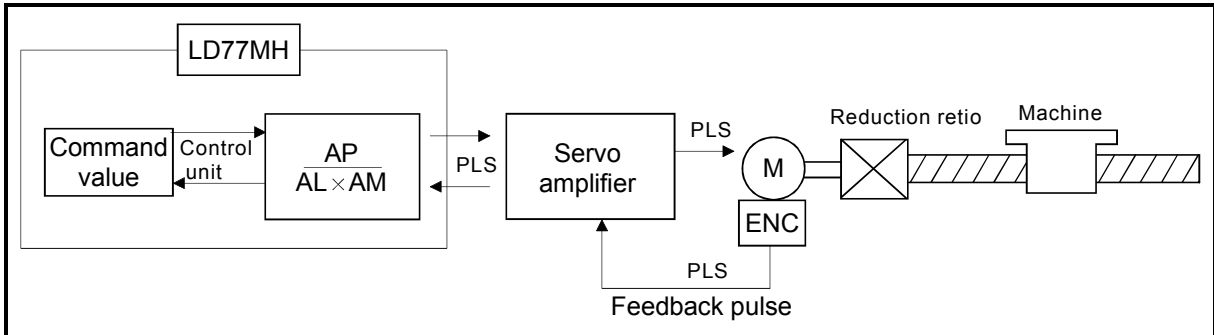 LD77MH
Command
value
Control
unit
AP
AL × AM
PLS
Servo
amplifier
PLS
M
ENC
Reduction retio
Machine
PLS
Feedback pulse